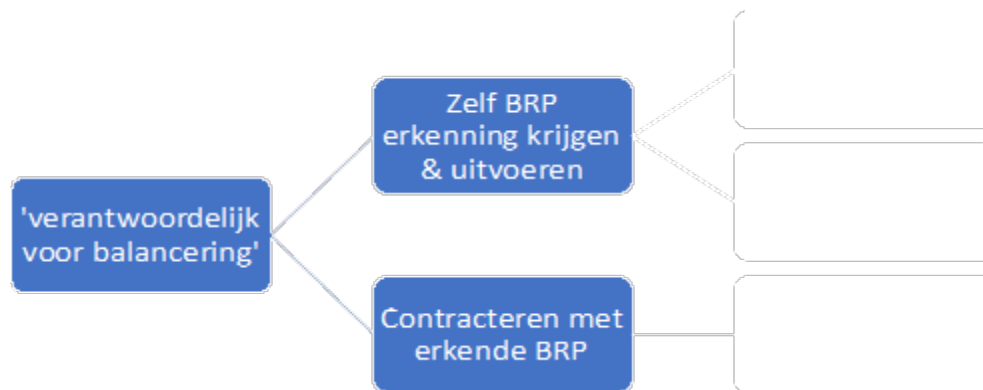 Zelf BRP
erkenning krijgen
& uitvoeren
'verantwoordelijk
voor balancering'
Contracteren met
erkende BRP